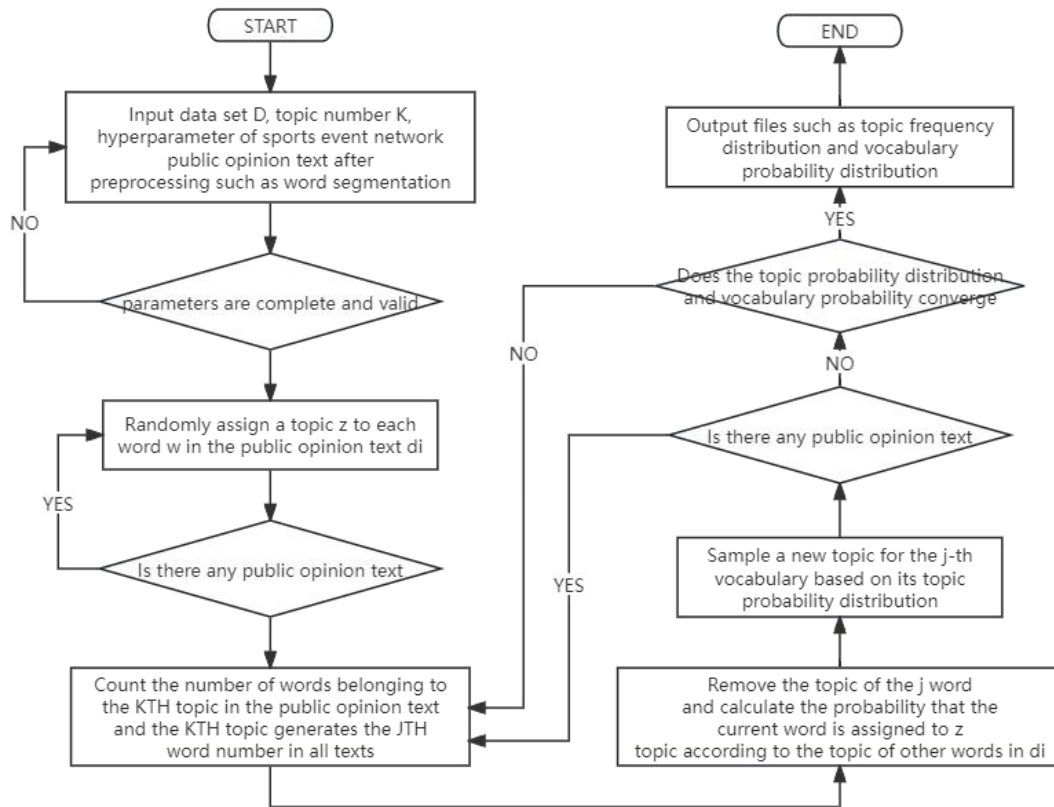 START
Input data set D, topic number K,
hyperparameter of sports event network
public opinion text after
preprocessing such as word segmentation
NO
parameters are complete and valid
Randomly assign a topic z to each
word w in the public opinion text di
YES
Is there any public opinion text
Count the number of words belonging to
the KTH topic in the public opinion text
and the KTH topic generates the JTH
word number in all texts
END
Output files such as topic frequency
distribution and vocabulary
probability distribution
YES
Does the topic probability distribution
and vocabulary probability converge
NO
NO
Is there any public opinion text
YES
Sample a new topic for the j-th
vocabulary based on its topic
probability distribution
Remove the topic of the j word
and calculate the probability that the
current word is assigned to z
topic according to the topic of other words in di